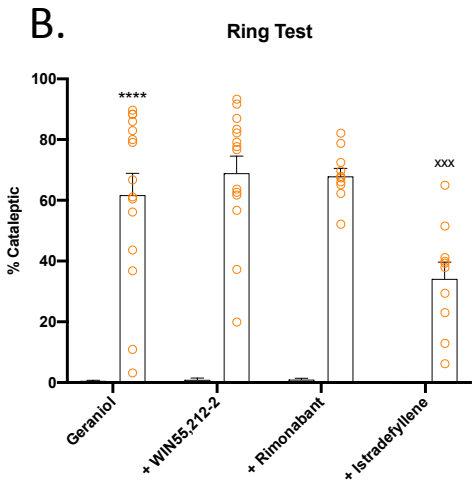 B.
Ring Test
% Cataleptic
100
80
60
40
20
0
****
xxx
Geraniol
+ WIN55,212-2
+ Rimonabant
+ Istradefyllene